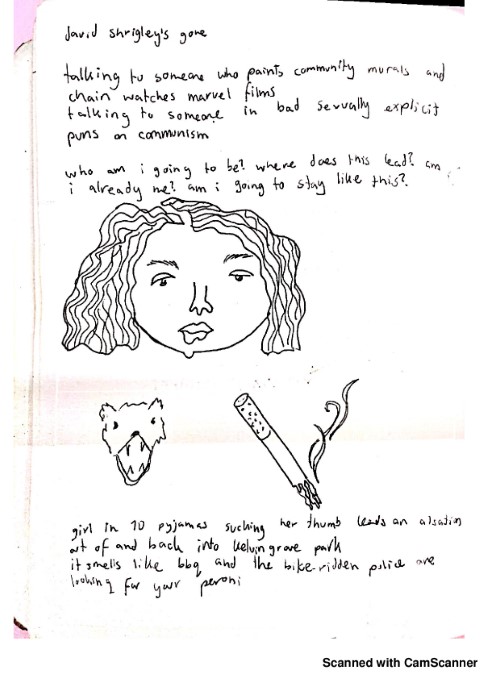 david shrigley's gone
talking to someone who paints community murals and
chain watches marvel films
talking to someone in bad sexually explicit
puns on communism
who am i going to be? where does this lead? am
i already me? am i going to stay like this?
girl in 10 pyjamas sucking her thumb leads an alsatian
out of and back into kelvingrove park
it smells like bbq and the bike-ridden police are
looking for your peroni
Scanned with CamScanner